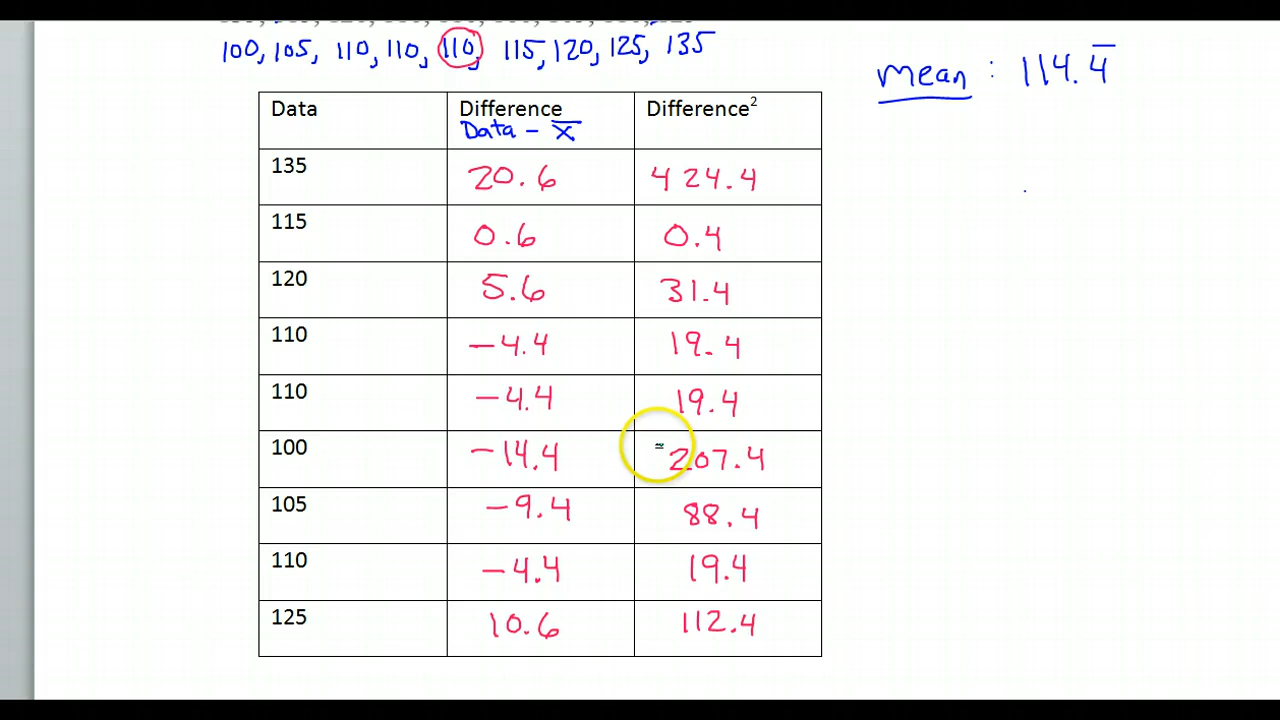 100, 105, 110, 110, 110, 115, 120, 125, 135
mean : 114.4̅
Data Difference Difference²
Data – x̅
135 20.6 424.4
115 0.6 0.4
120 5.6 31.4
110 –4.4 19.4
110 –4.4 19.4
100 –14.4 207.4
105 –9.4 88.4
110 –4.4 19.4
125 10.6 112.4